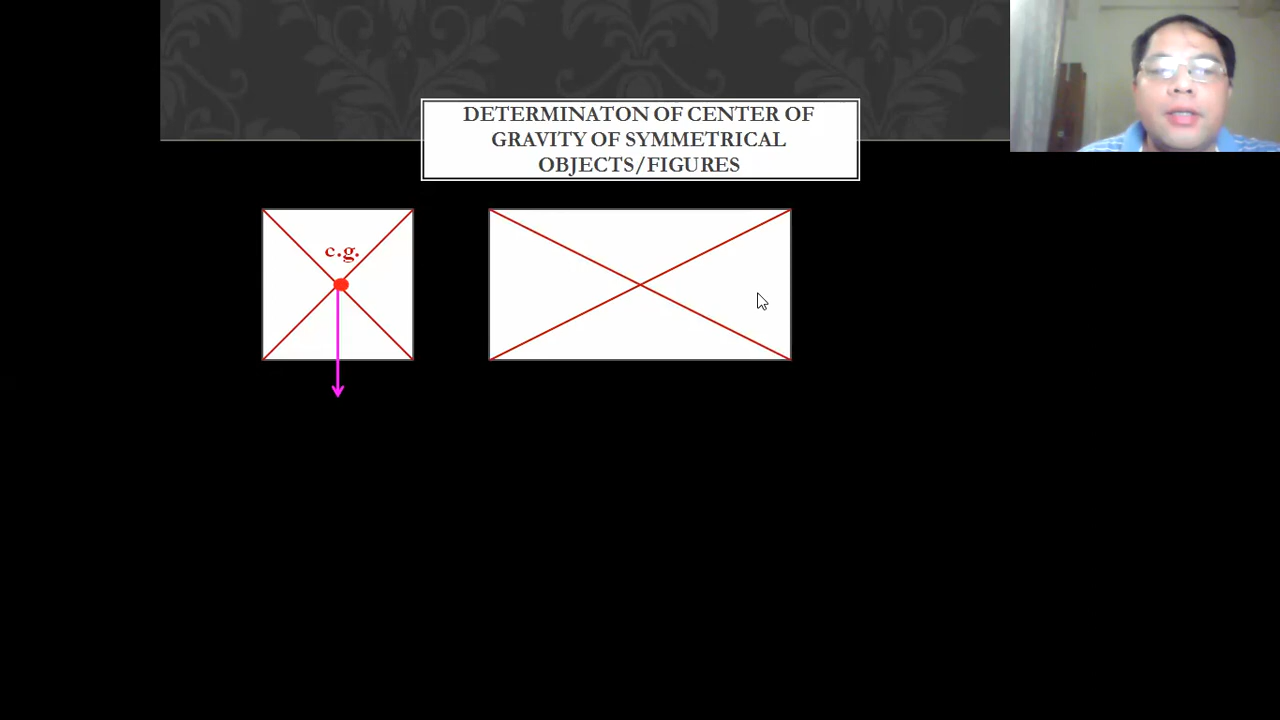 DETERMINATON OF CENTER OF
GRAVITY OF SYMMETRICAL
OBJECTS/FIGURES
c.g.